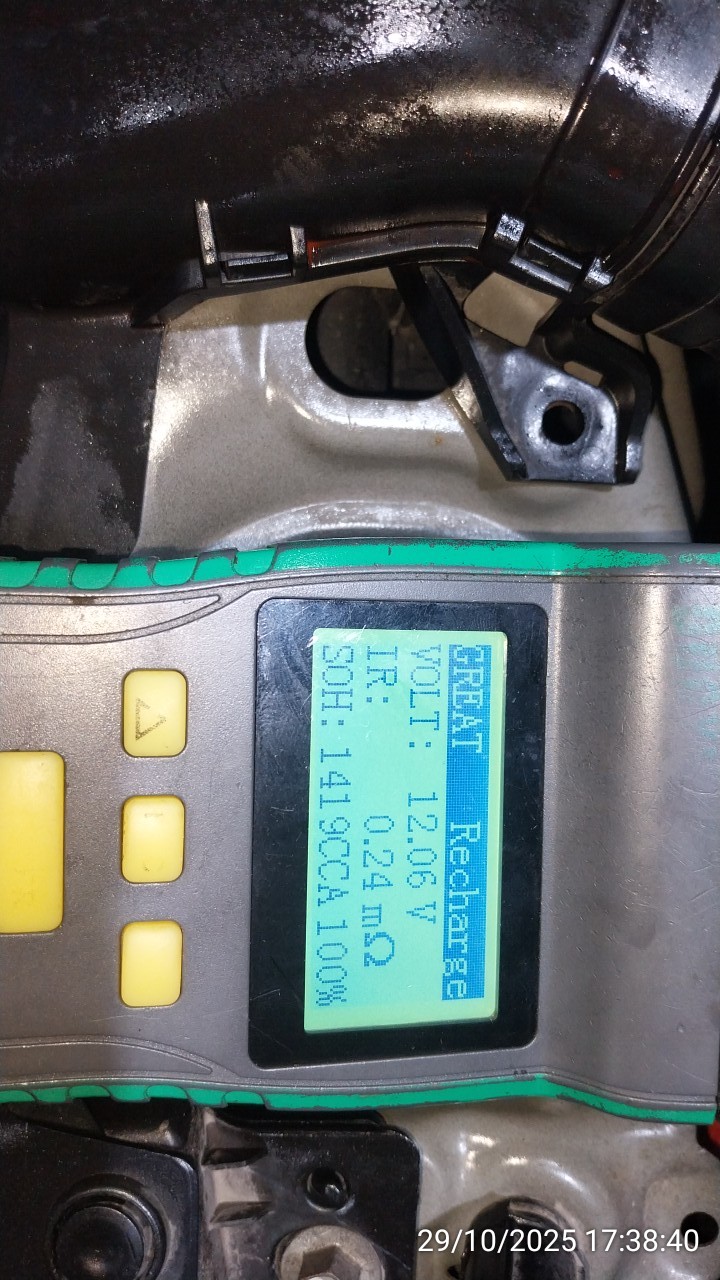 GREAT Recharge
VOLT: 12.06 V
IR: 0.24 mΩ
SOH: 1419CCA 100%
29/10/2025 17:38:40